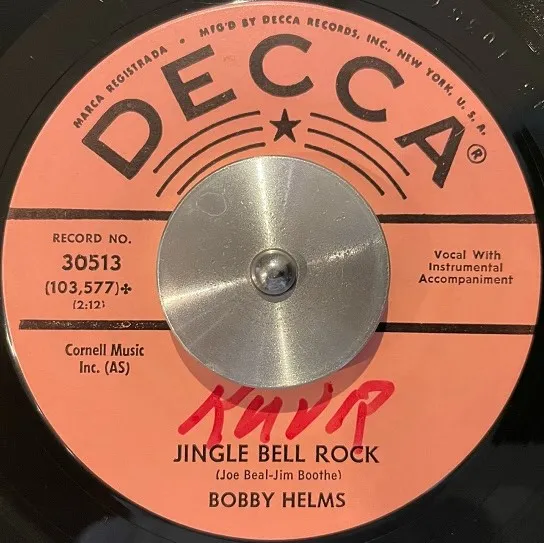 MARCA REGISTRADA • MFG'D BY DECCA RECORDS, INC., NEW YORK, U. S. A.
DECCA®
RECORD NO.
30513
(103,577)✤
(2:12)
Vocal With
Instrumental
Accompaniment
Cornell Music
Inc. (AS)
KUVR
JINGLE BELL ROCK
(Joe Beal-Jim Boothe)
BOBBY HELMS